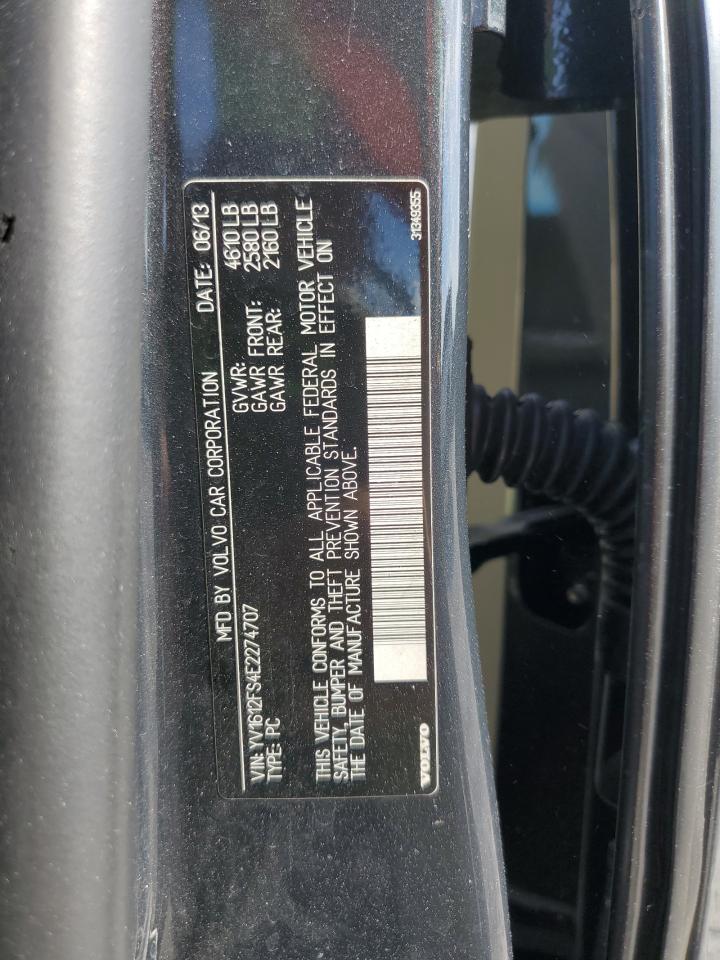 MFD BY VOLVO CAR CORPORATION DATE: 06/13
VIN: YV1612FS4E2274707 GVWR: 4610 LB
TYPE: PC GAWR FRONT: 2580 LB
GAWR REAR: 2160 LB
THIS VEHICLE CONFORMS TO ALL APPLICABLE FEDERAL MOTOR VEHICLE
SAFETY, BUMPER AND THEFT PREVENTION STANDARDS IN EFFECT ON
THE DATE OF MANUFACTURE SHOWN ABOVE.
VOLVO 31349355